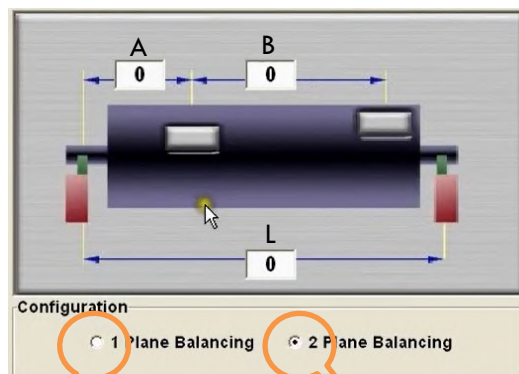 A B
0 0
L
0
Configuration
1 Plane Balancing 2 Plane Balancing